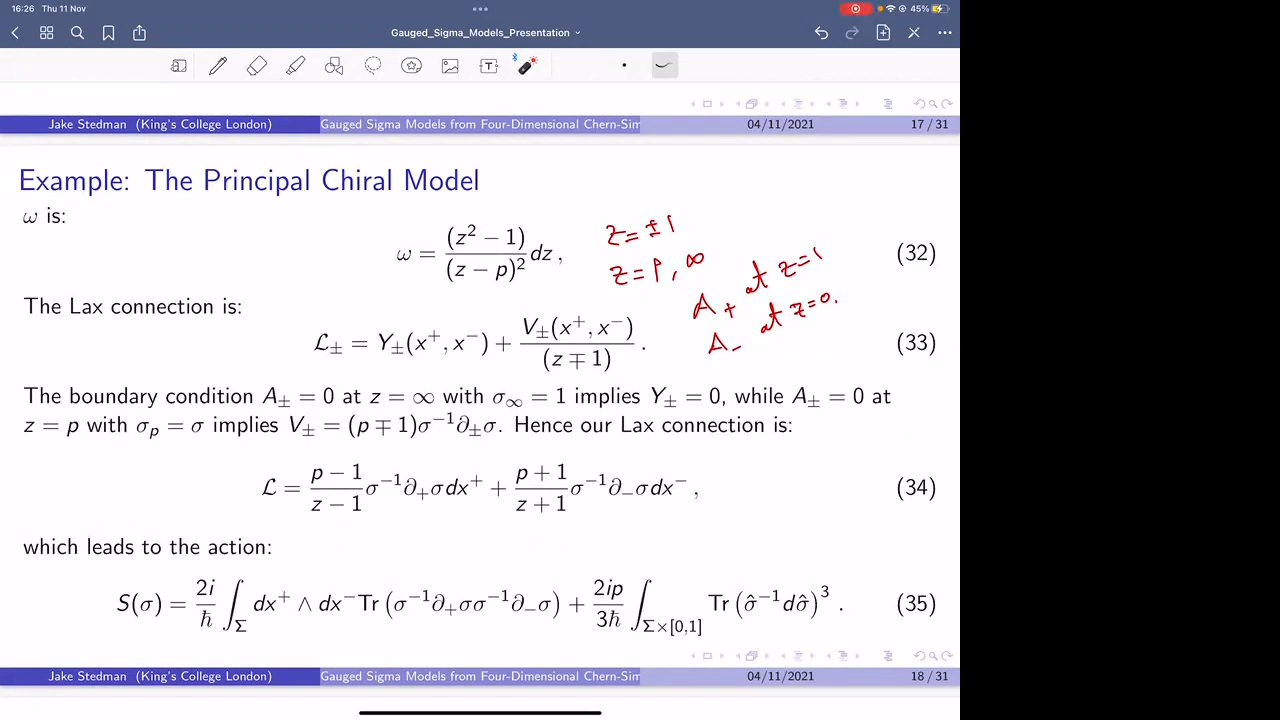 16:26 Thu 11 Nov
45%
Gauged_Sigma_Models_Presentation
T
Jake Stedman (King's College London) Gauged Sigma Models from Four-Dimensional Chern-Sim 04/11/2021 17 / 31
Example: The Principal Chiral Model
ω is:
ω = (z² − 1)/(z − p)² dz , (32)
z = ±1
z = p, ∞
A₊ at z=1
A₋ at z=0.
The Lax connection is:
ℒ± = Y±(x⁺, x⁻) + V±(x⁺, x⁻)/(z ∓ 1) . (33)
The boundary condition A± = 0 at z = ∞ with σ∞ = 1 implies Y± = 0, while A± = 0 at
z = p with σₚ = σ implies V± = (p ∓ 1)σ⁻¹∂±σ. Hence our Lax connection is:
ℒ = (p − 1)/(z − 1) σ⁻¹∂₊σdx⁺ + (p + 1)/(z + 1) σ⁻¹∂₋σdx⁻ , (34)
which leads to the action:
S(σ) = 2i/ℏ ∫_Σ dx⁺ ∧ dx⁻Tr (σ⁻¹∂₊σσ⁻¹∂₋σ) + 2ip/3ℏ ∫_Σ×[0,1] Tr (σ̂⁻¹dσ̂)³ . (35)
Jake Stedman (King's College London) Gauged Sigma Models from Four-Dimensional Chern-Sim 04/11/2021 18 / 31